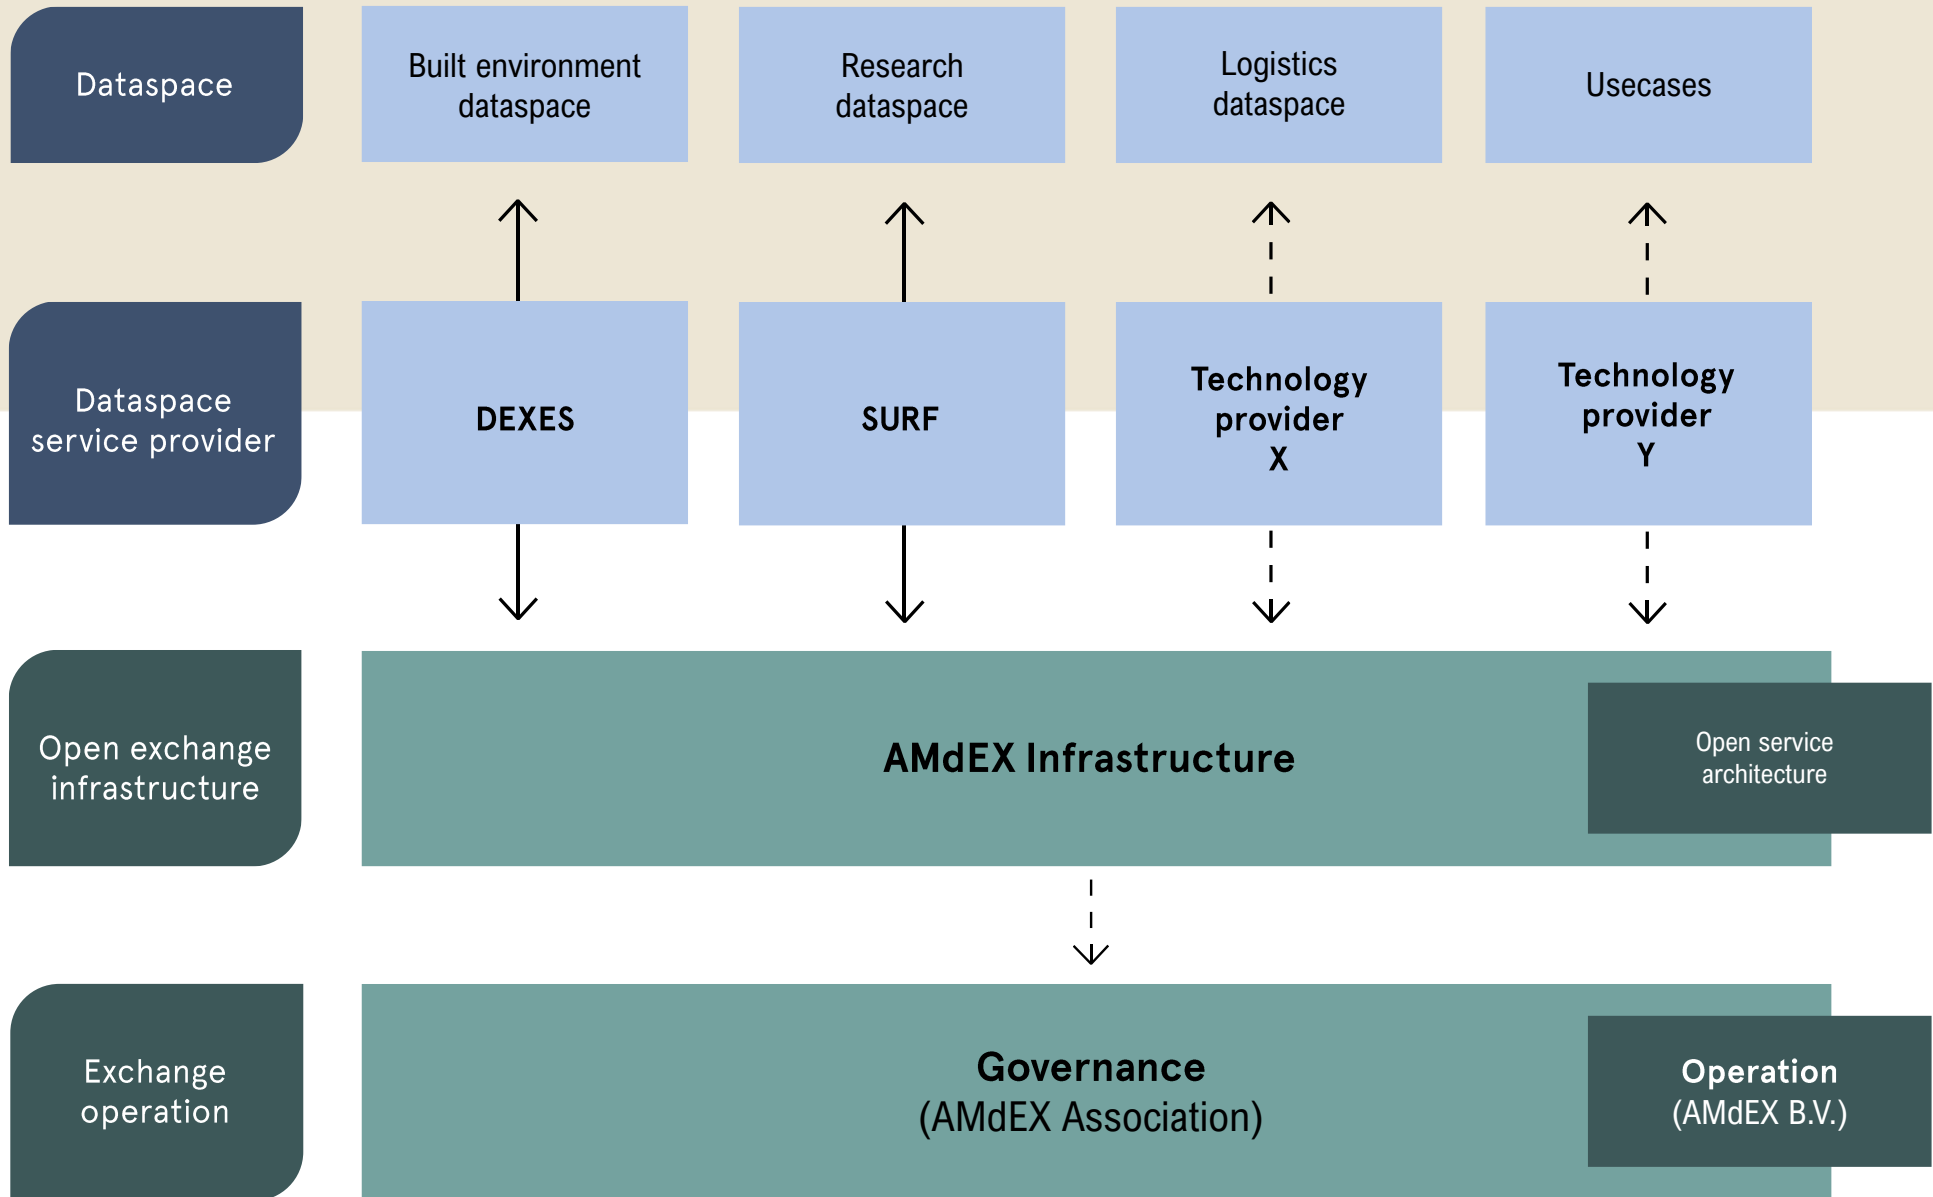 Dataspace
Built environment
dataspace
Research
dataspace
Logistics
dataspace
Usecases
Dataspace
service provider
DEXES
SURF
Technology
provider
X
Technology
provider
Y
Open exchange
infrastructure
AMdEX Infrastructure
Open service
architecture
Exchange
operation
Governance
(AMdEX Association)
Operation
(AMdEX B.V.)